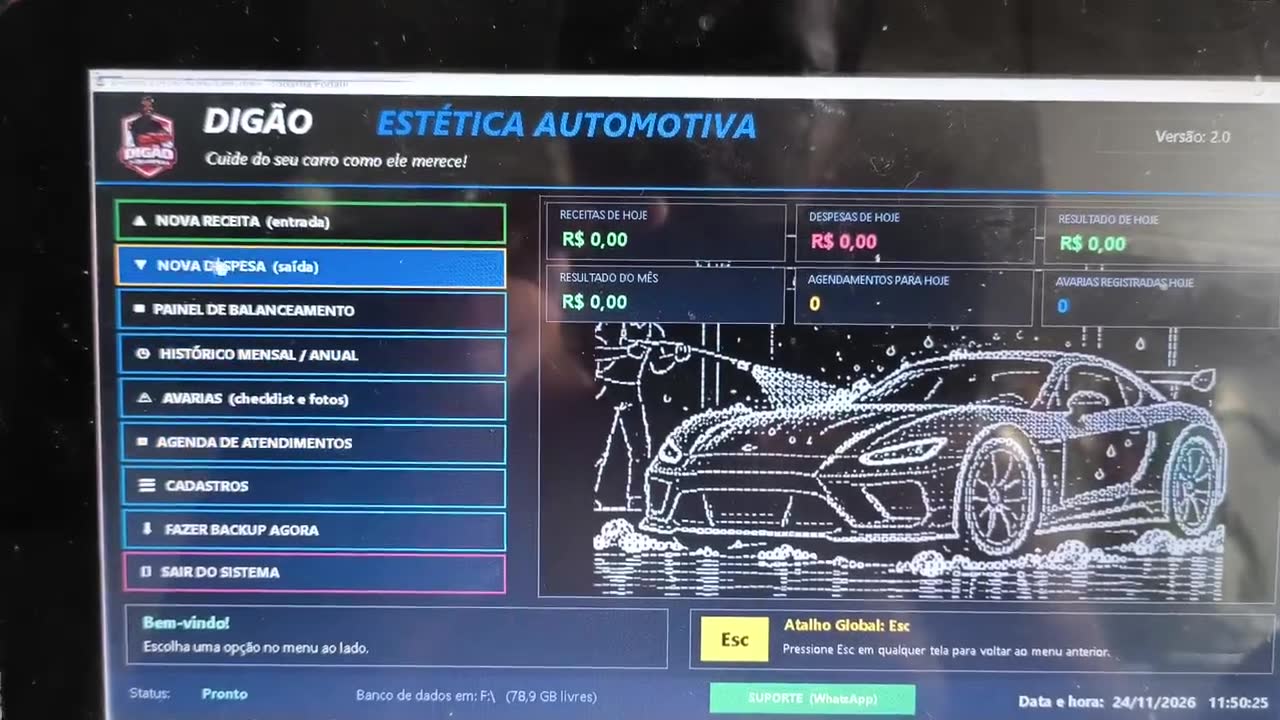 DIGÃO ESTÉTICA AUTOMOTIVA
Cuide do seu carro como ele merece!
Versão: 2.0
DIGÃO
▲ NOVA RECEITA (entrada)
▼ NOVA DESPESA (saída)
PAINEL DE BALANCEAMENTO
HISTÓRICO MENSAL / ANUAL
AVARIAS (checklist e fotos)
AGENDA DE ATENDIMENTOS
CADASTROS
FAZER BACKUP AGORA
SAIR DO SISTEMA
RECEITAS DE HOJE
R$ 0,00
DESPESAS DE HOJE
R$ 0,00
RESULTADO DE HOJE
R$ 0,00
RESULTADO DO MÊS
R$ 0,00
AGENDAMENTOS PARA HOJE
0
AVARIAS REGISTRADAS HOJE
0
Bem-vindo!
Escolha uma opção no menu ao lado.
Esc
Atalho Global: Esc
Pressione Esc em qualquer tela para voltar ao menu anterior.
Status: Pronto
Banco de dados em: F:\ (78,9 GB livres)
SUPORTE (WhatsApp)
Data e hora: 24/11/2026 11:50:25